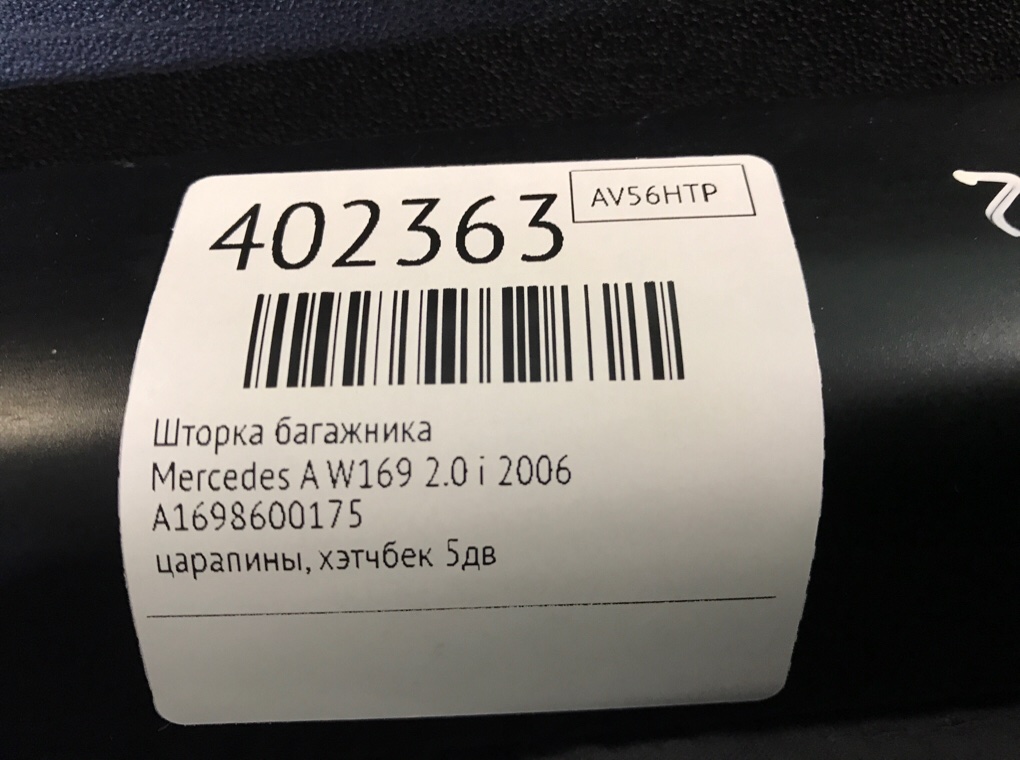 402363
AV56HTP
Шторка багажника
Mercedes A W169 2.0 i 2006
A1698600175
царапины, хэтчбек 5дв